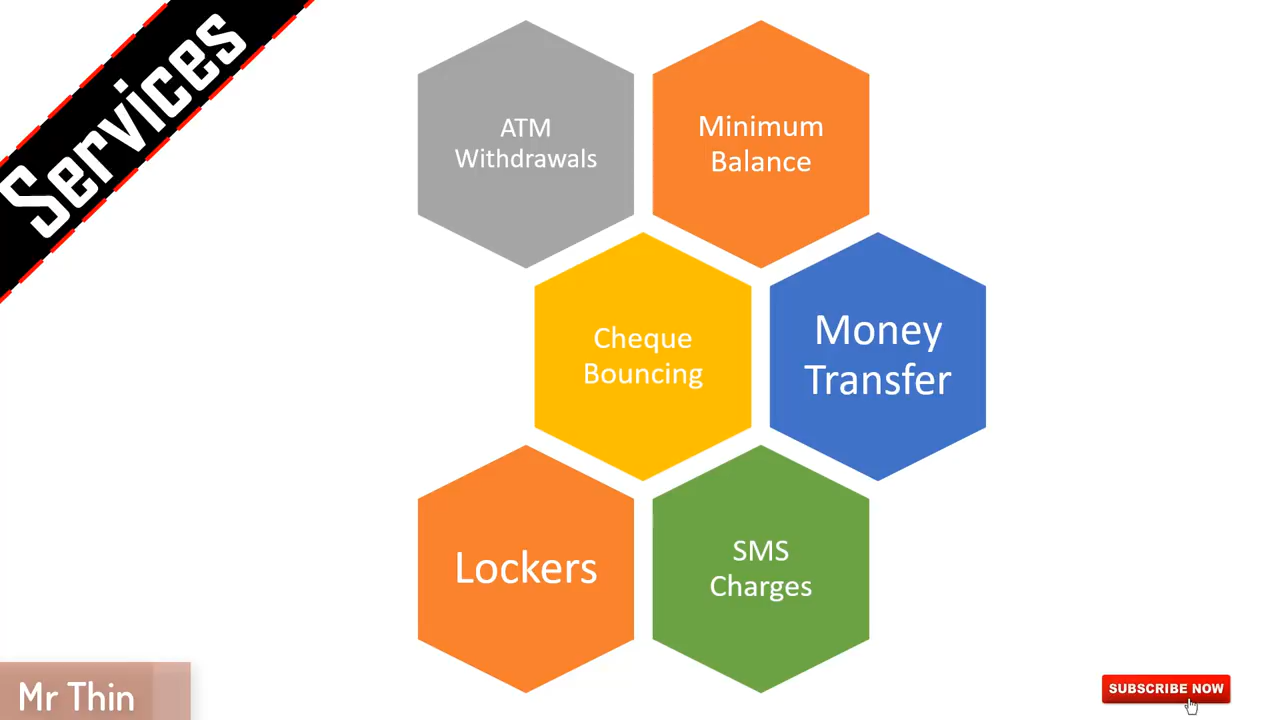 Services
ATM
Withdrawals
Minimum
Balance
Cheque
Bouncing
Money
Transfer
Lockers
SMS
Charges
Mr Thin
SUBSCRIBE NOW